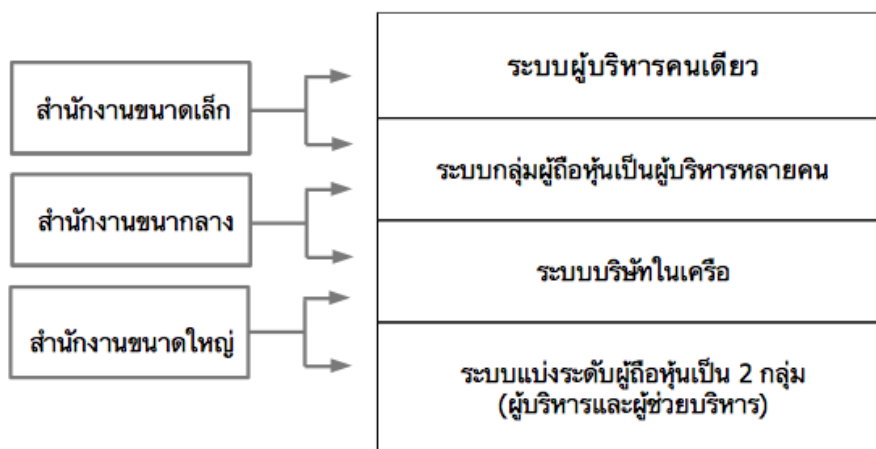 สำนักงานขนาดเล็ก
สำนักงานขนากลาง
สำนักงานขนาดใหญ่
ระบบผู้บริหารคนเดียว
ระบบกลุ่มผู้ถือหุ้นเป็นผู้บริหารหลายคน
ระบบบริษัทในเครือ
ระบบแบ่งระดับผู้ถือหุ้นเป็น 2 กลุ่ม
(ผู้บริหารและผู้ช่วยบริหาร)